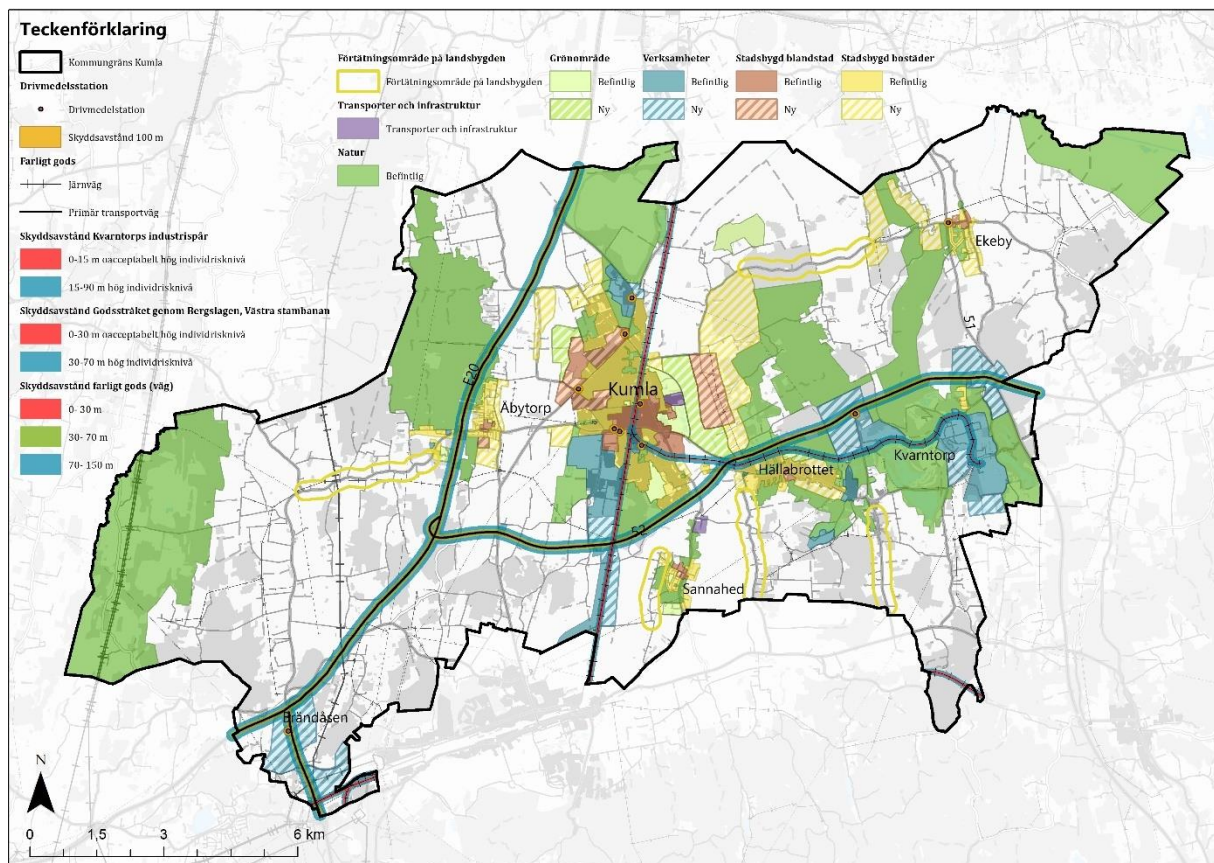 Teckenförklaring
Kommungräns Kumla
Drivmedelsstation
Drivmedelstation
Skyddsavstånd 100 m
Farligt gods
Järnväg
Primär transportväg
Skyddsavstånd Kvarntorps industrispår
0-15 m oacceptabelt hög individrisknivå
15-90 m hög individrisknivå
Skyddsavstånd Godsstråket genom Bergslagen, Västra stambanan
0-30 m oacceptabelt hög individrisknivå
30-70 m hög individrisknivå
Skyddsavstånd farligt gods (väg)
0- 30 m
30- 70 m
70- 150 m
Förtätningsområde på landsbygden
Förtätningsområde på landsbygden
Transporter och infrastruktur
Transporter och infrastruktur
Natur
Befintlig
Grönområde
Befintlig
Ny
Verksamheter
Befintlig
Ny
Stadsbygd blandstad
Befintlig
Ny
Stadsbygd bostäder
Befintlig
Ny
Ekeby
51
E20
Kumla
Åbytorp
Hällabrottet
Kvarntorp
52
Sannahed
Brändåsen
N
0 1,5 3 6 km